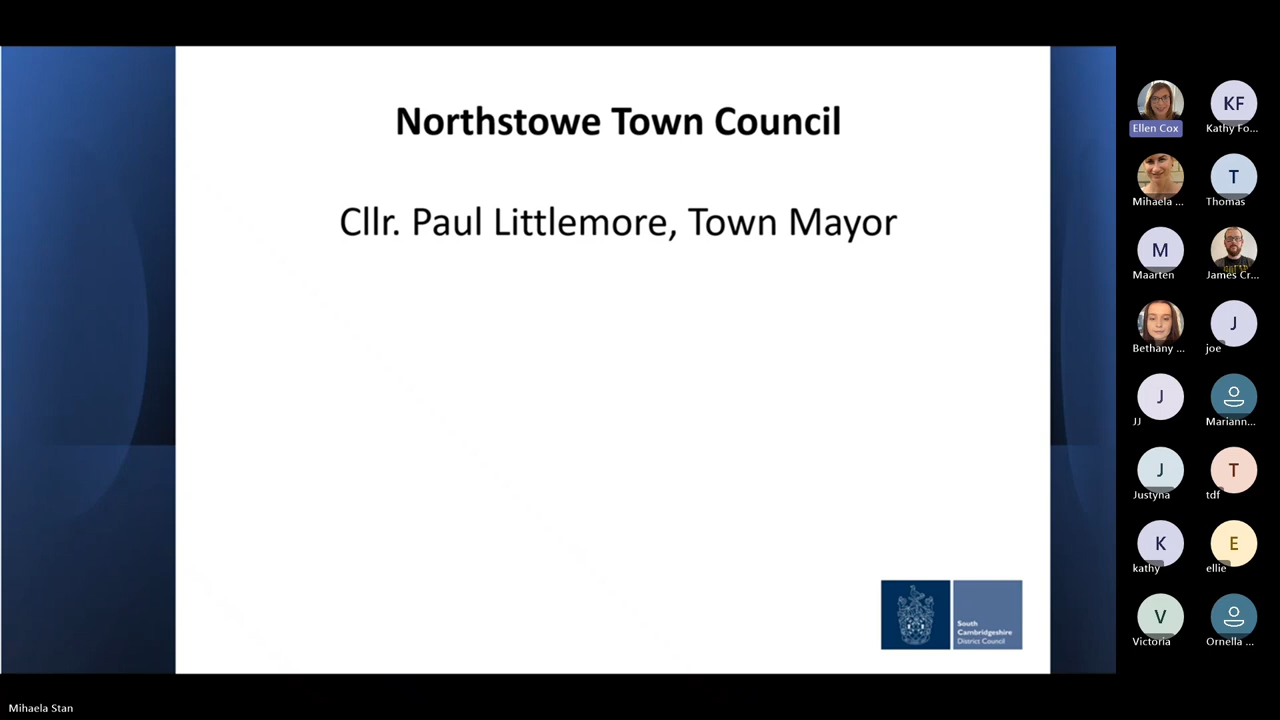 Northstowe Town Council
Cllr. Paul Littlemore, Town Mayor
South
Cambridgeshire
District Council
Ellen Cox
KF
Kathy Fo...
Mihaela ...
T
Thomas
M
Maarten
James Cr...
Bethany ...
J
joe
J
JJ
Mariann...
J
Justyna
T
tdf
K
kathy
E
ellie
V
Victoria
Ornella ...
Mihaela Stan